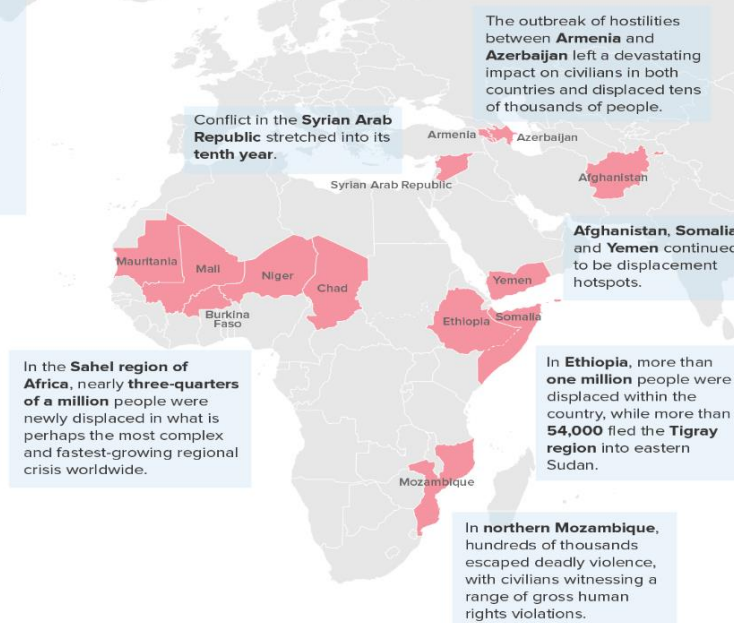 The outbreak of hostilities
between Armenia and
Azerbaijan left a devastating
impact on civilians in both
countries and displaced tens
of thousands of people.
Conflict in the Syrian Arab
Republic stretched into its
tenth year.
Armenia
Azerbaijan
Syrian Arab Republic
Afghanistan
Afghanistan, Somalia
and Yemen continued
to be displacement
hotspots.
Mauritania
Mali
Niger
Chad
Burkina
Faso
Yemen
Ethiopia
Somalia
In the Sahel region of
Africa, nearly three-quarters
of a million people were
newly displaced in what is
perhaps the most complex
and fastest-growing regional
crisis worldwide.
In Ethiopia, more than
one million people were
displaced within the
country, while more than
54,000 fled the Tigray
region into eastern
Sudan.
Mozambique
In northern Mozambique,
hundreds of thousands
escaped deadly violence,
with civilians witnessing a
range of gross human
rights violations.